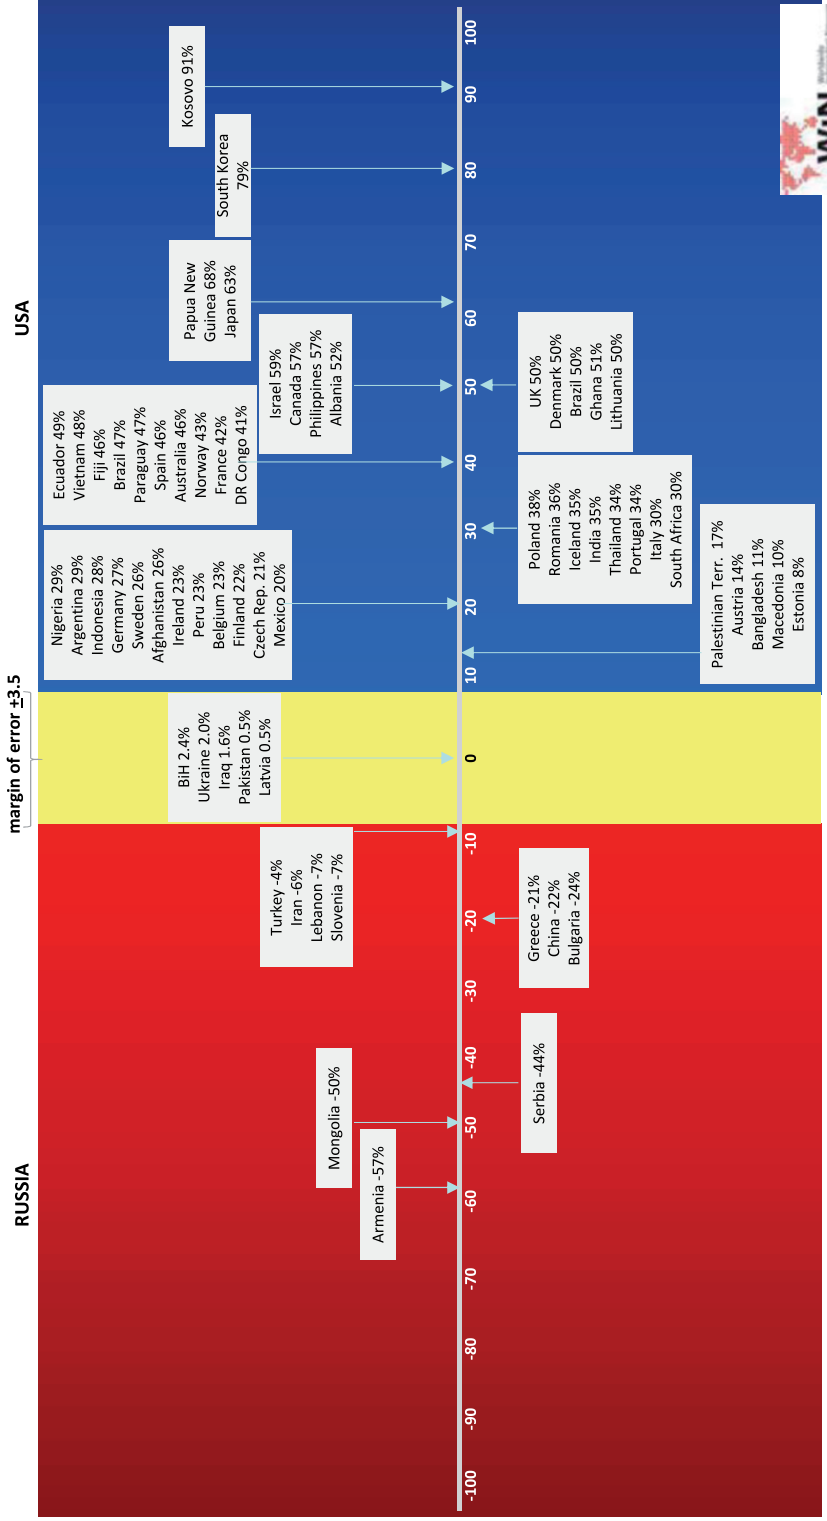 margin of error ±3.5
RUSSIA
USA
Armenia -57%
Mongolia -50%
Turkey -4%
Iran -6%
Lebanon -7%
Slovenia -7%
BiH 2.4%
Ukraine 2.0%
Iraq 1.6%
Pakistan 0.5%
Latvia 0.5%
Nigeria 29%
Argentina 29%
Indonesia 28%
Germany 27%
Sweden 26%
Afghanistan 26%
Ireland 23%
Peru 23%
Belgium 23%
Finland 22%
Czech Rep. 21%
Mexico 20%
Ecuador 49%
Vietnam 48%
Fiji 46%
Brazil 47%
Paraguay 47%
Spain 46%
Australia 46%
Norway 43%
France 42%
DR Congo 41%
Israel 59%
Canada 57%
Philippines 57%
Albania 52%
Papua New
Guinea 68%
Japan 63%
South Korea
79%
Kosovo 91%
-100 -90 -80 -70 -60 -50 -40 -30 -20 -10 0 10 20 30 40 50 60 70 80 90 100
Serbia -44%
Greece -21%
China -22%
Bulgaria -24%
Palestinian Terr. 17%
Austria 14%
Bangladesh 11%
Macedonia 10%
Estonia 8%
Poland 38%
Romania 36%
Iceland 35%
India 35%
Thailand 34%
Portugal 34%
Italy 30%
South Africa 30%
UK 50%
Denmark 50%
Brazil 50%
Ghana 51%
Lithuania 50%
WIN